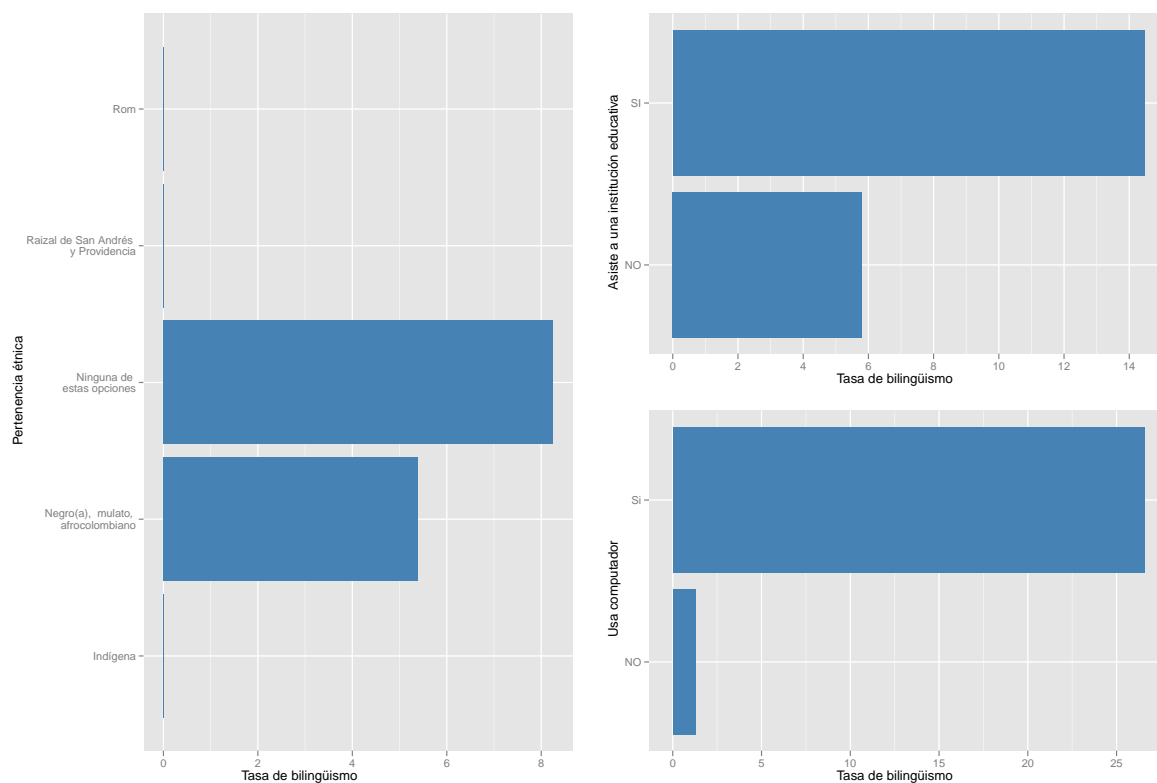 Pertenencia étnica
Rom
Raizal de San Andrés
y Providencia
Ninguna de
estas opciones
Negro(a), mulato,
afrocolombiano
Indígena
0 2 4 6 8
Tasa de bilingüismo
Asiste a una institución educativa
SI
NO
0 2 4 6 8 10 12 14
Tasa de bilingüismo
Usa computador
Si
NO
0 5 10 15 20 25
Tasa de bilingüismo